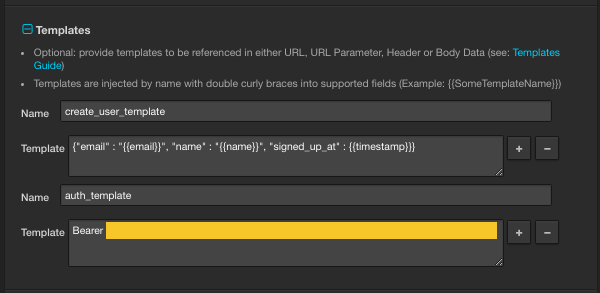 Templates
Optional: provide templates to be referenced in either URL, URL Parameter, Header or Body Data (see: Templates
Guide)
Templates are injected by name with double curly braces into supported fields (Example: {{SomeTemplateName}})
Name create_user_template
Template {"email" : "{{email}}", "name" : "{{name}}", "signed_up_at" : {{timestamp}}} + −
Name auth_template
Template Bearer + −